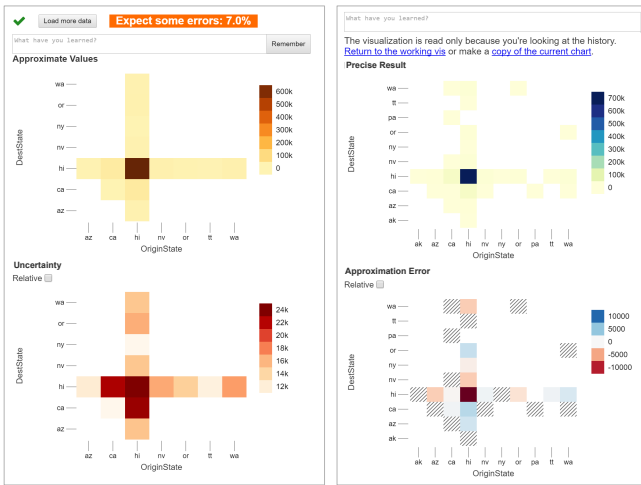 Load more data
Expect some errors: 7.0%
What have you learned?
Remember
Approximate Values
DestState
wa
or
ny
nv
hi
ca
az
az ca hi nv ny or tt wa
OriginState
600k
500k
400k
300k
200k
100k
0
Uncertainty
Relative
DestState
wa
or
ny
nv
hi
ca
az
az ca hi nv ny or tt wa
OriginState
24k
22k
20k
18k
16k
14k
12k
What have you learned?
The visualization is read only because you're looking at the history.
Return to the working vis or make a copy of the current chart.
Precise Result
DestState
wa
tt
pa
or
ny
nv
hi
ca
az
ak
ak az ca hi nv ny or pa tt wa
OriginState
700k
600k
500k
400k
300k
200k
100k
0
Approximation Error
Relative
DestState
wa
tt
pa
or
ny
nv
hi
ca
az
ak
ak az ca hi nv ny or pa tt wa
OriginState
10000
5000
0
-5000
-10000